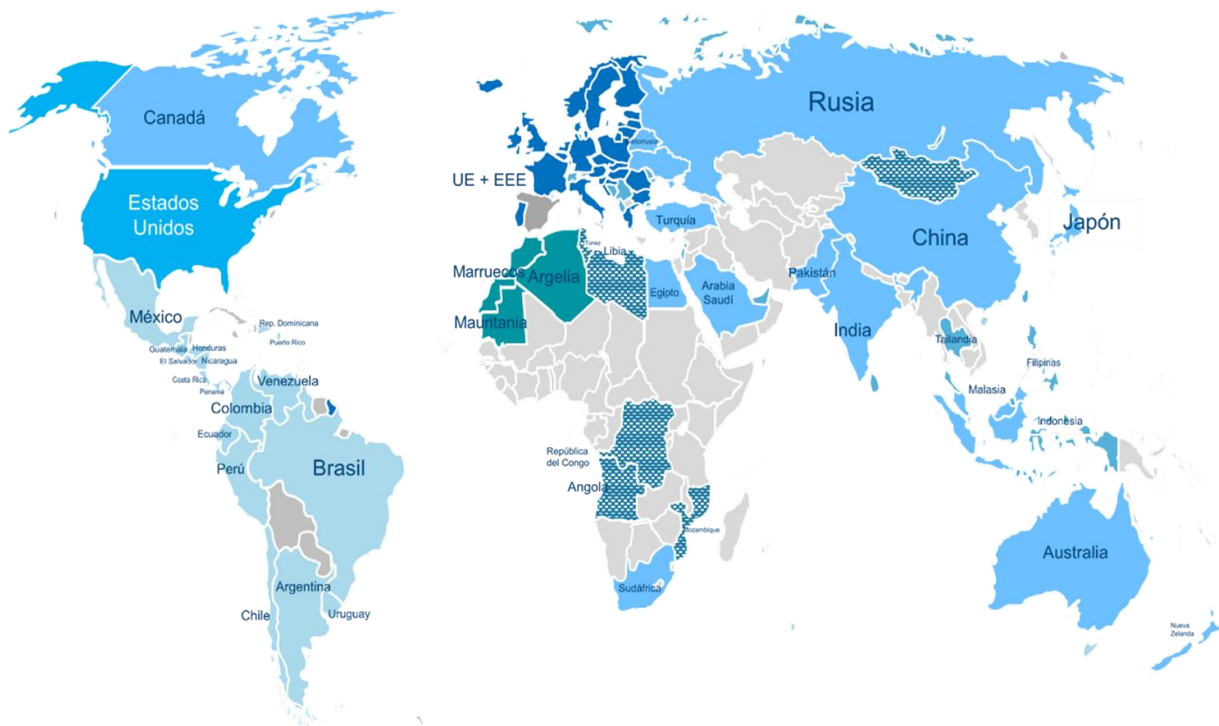 Canadá
Estados
Unidos
México
Rep. Dominicana
Puerto Rico
Guatemala
Honduras
El Salvador
Nicaragua
Costa Rica
Panamá
Venezuela
Colombia
Ecuador
Perú
Brasil
Argentina
Chile
Uruguay
UE + EEE
Bielorrusia
Rusia
Turquía
Túnez
Libia
Marruecos
Argelia
Mauritania
Egipto
Arabia
Saudí
Pakistán
India
China
Japón
Tailandia
Filipinas
Malasia
Indonesia
República
del Congo
Angola
Mozambique
Sudáfrica
Australia
Nueva
Zelanda